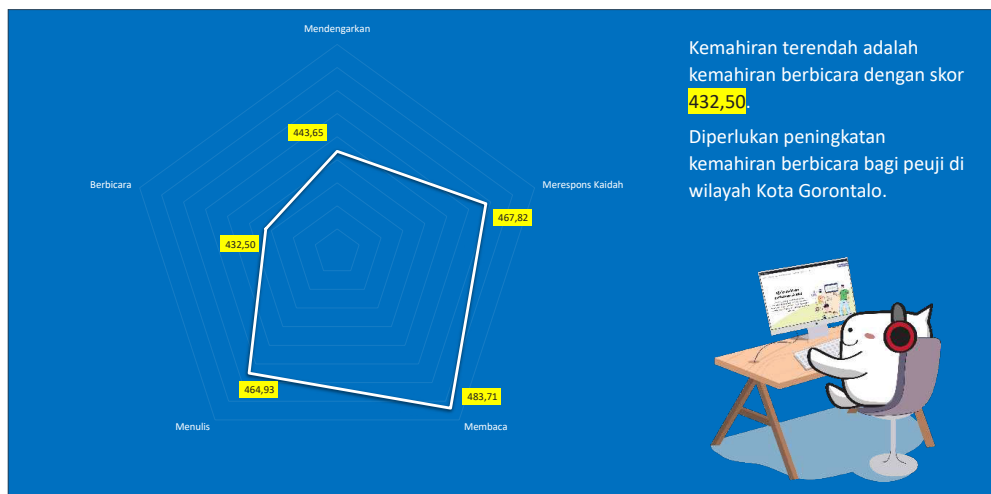 Mendengarkan
443,65
Berbicara
Merespons Kaidah
467,82
432,50
464,93
483,71
Menulis
Membaca
Kemahiran terendah adalah
kemahiran berbicara dengan skor
432,50.
Diperlukan peningkatan
kemahiran berbicara bagi peuji di
wilayah Kota Gorontalo.